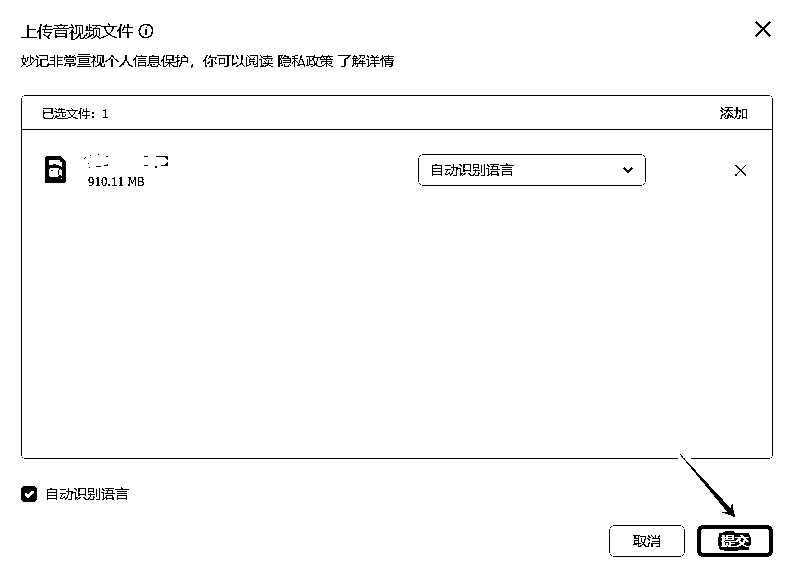 上传音视频文件
妙记非常重视个人信息保护，你可以阅读 隐私政策 了解详情
已选文件：1
添加
自动识别语言
910.11 MB
自动识别语言
取消
提交